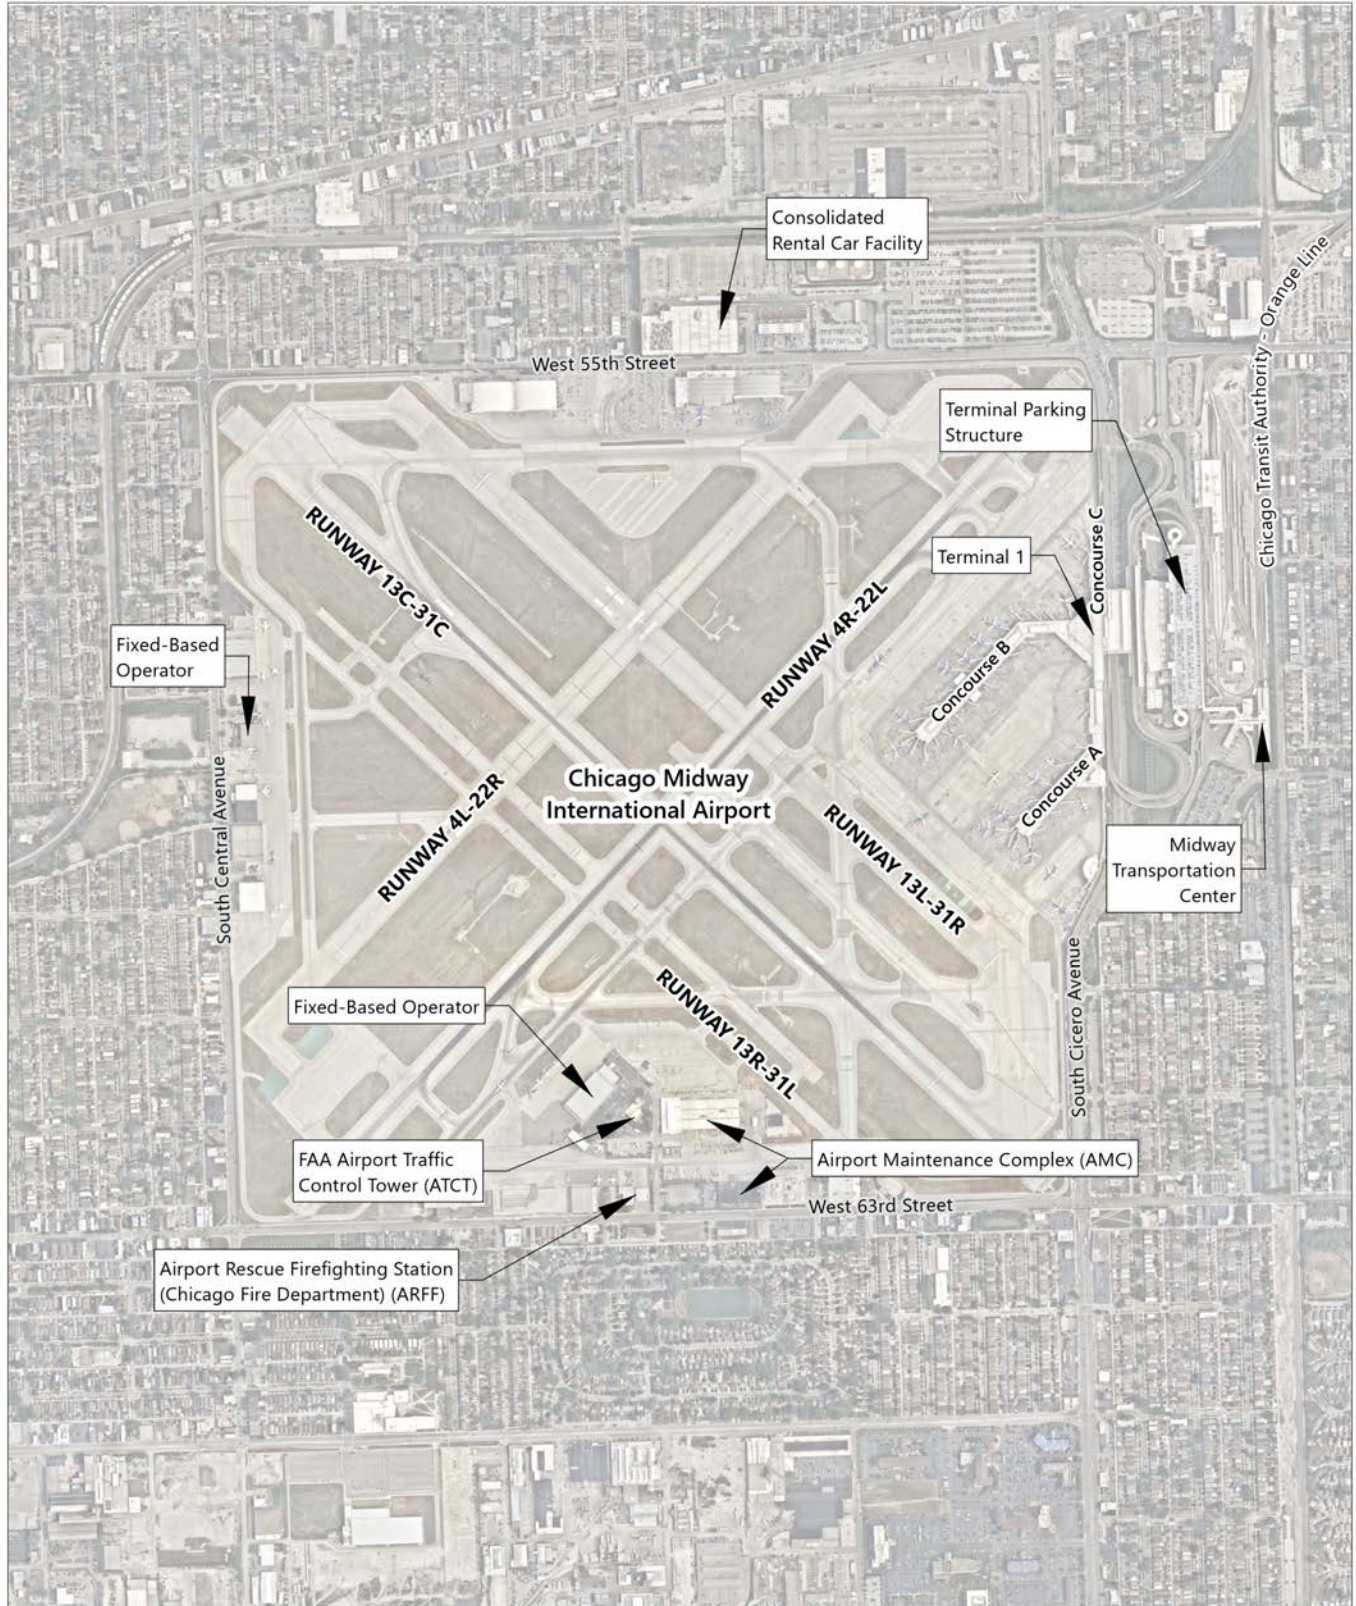 Consolidated
Rental Car Facility
Chicago Transit Authority - Orange Line
West 55th Street
Terminal Parking
Structure
RUNWAY 13C-31C
Concourse C
Terminal 1
RUNWAY 4R-22L
Fixed-Based
Operator
Concourse B
Chicago Midway
International Airport
Concourse A
RUNWAY 4L-22R
South Central Avenue
RUNWAY 13L-31R
Midway
Transportation
Center
Fixed-Based Operator
RUNWAY 13R-31L
South Cicero Avenue
FAA Airport Traffic
Control Tower (ATCT)
Airport Maintenance Complex (AMC)
West 63rd Street
Airport Rescue Firefighting Station
(Chicago Fire Department) (ARFF)